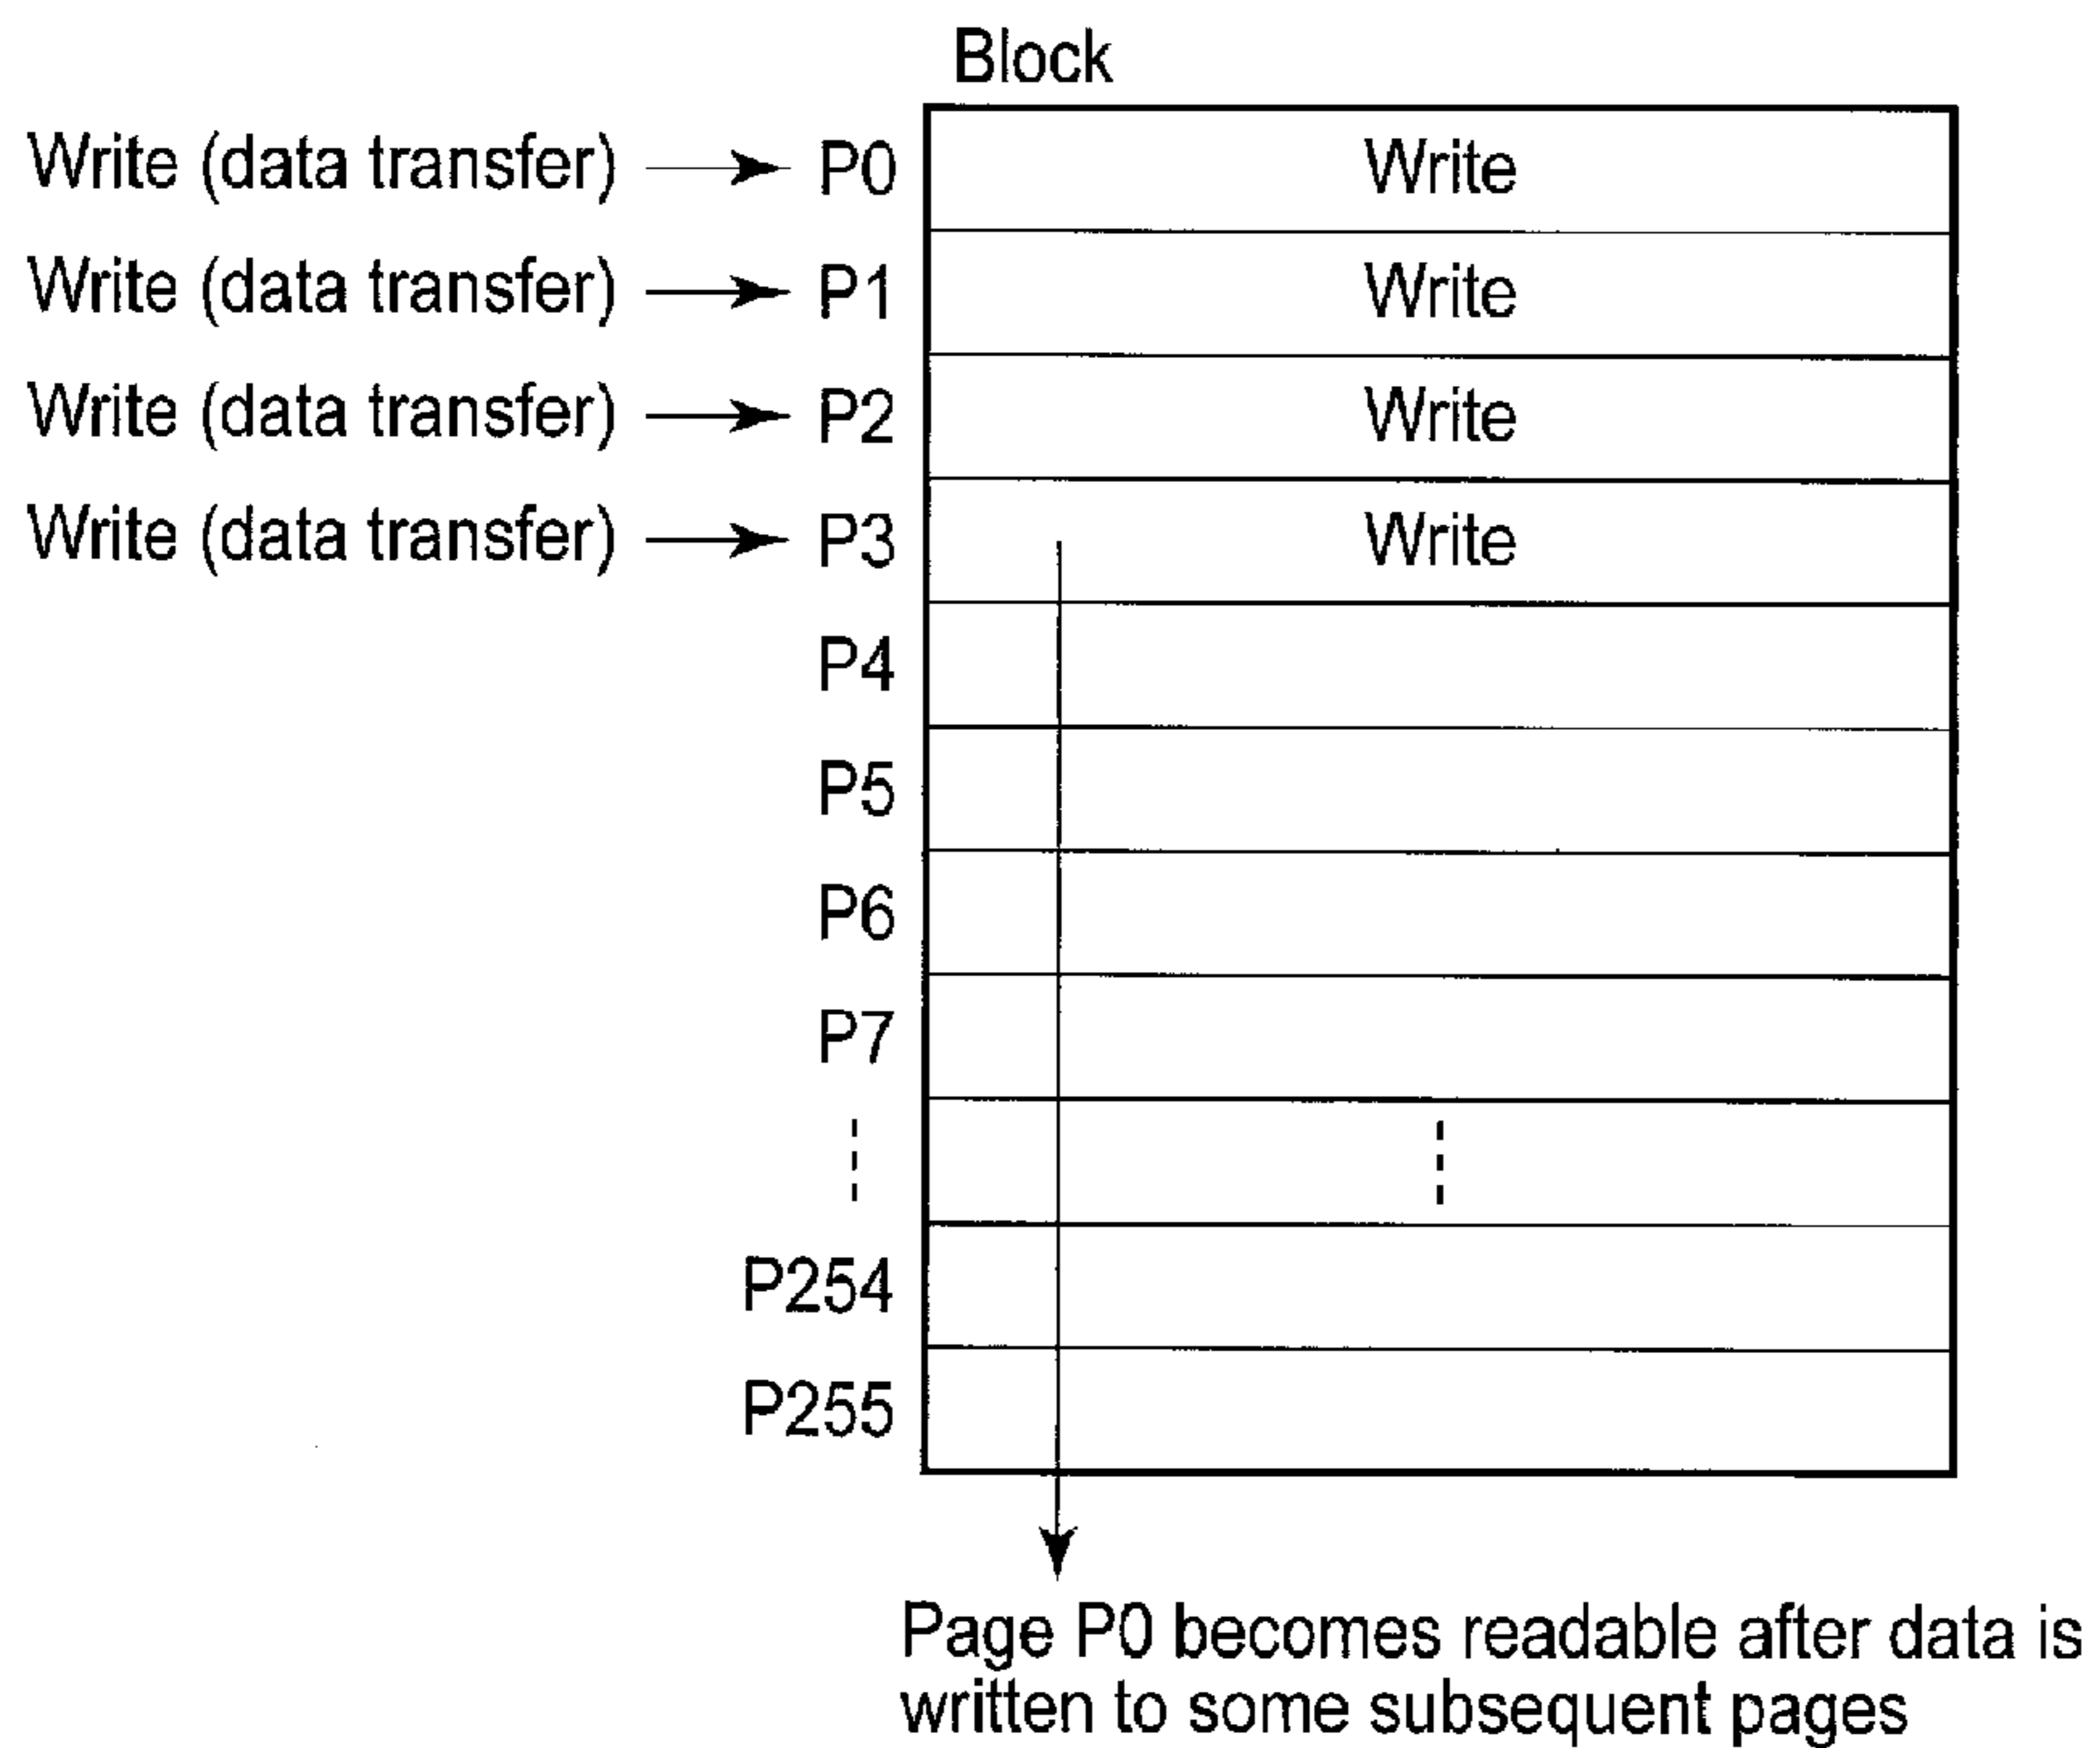 Block
Write (data transfer) P0 Write
Write (data transfer) P1 Write
Write (data transfer) P2 Write
Write (data transfer) P3 Write
P4
P5
P6
P7
P254
P255
Page P0 becomes readable after data is
written to some subsequent pages